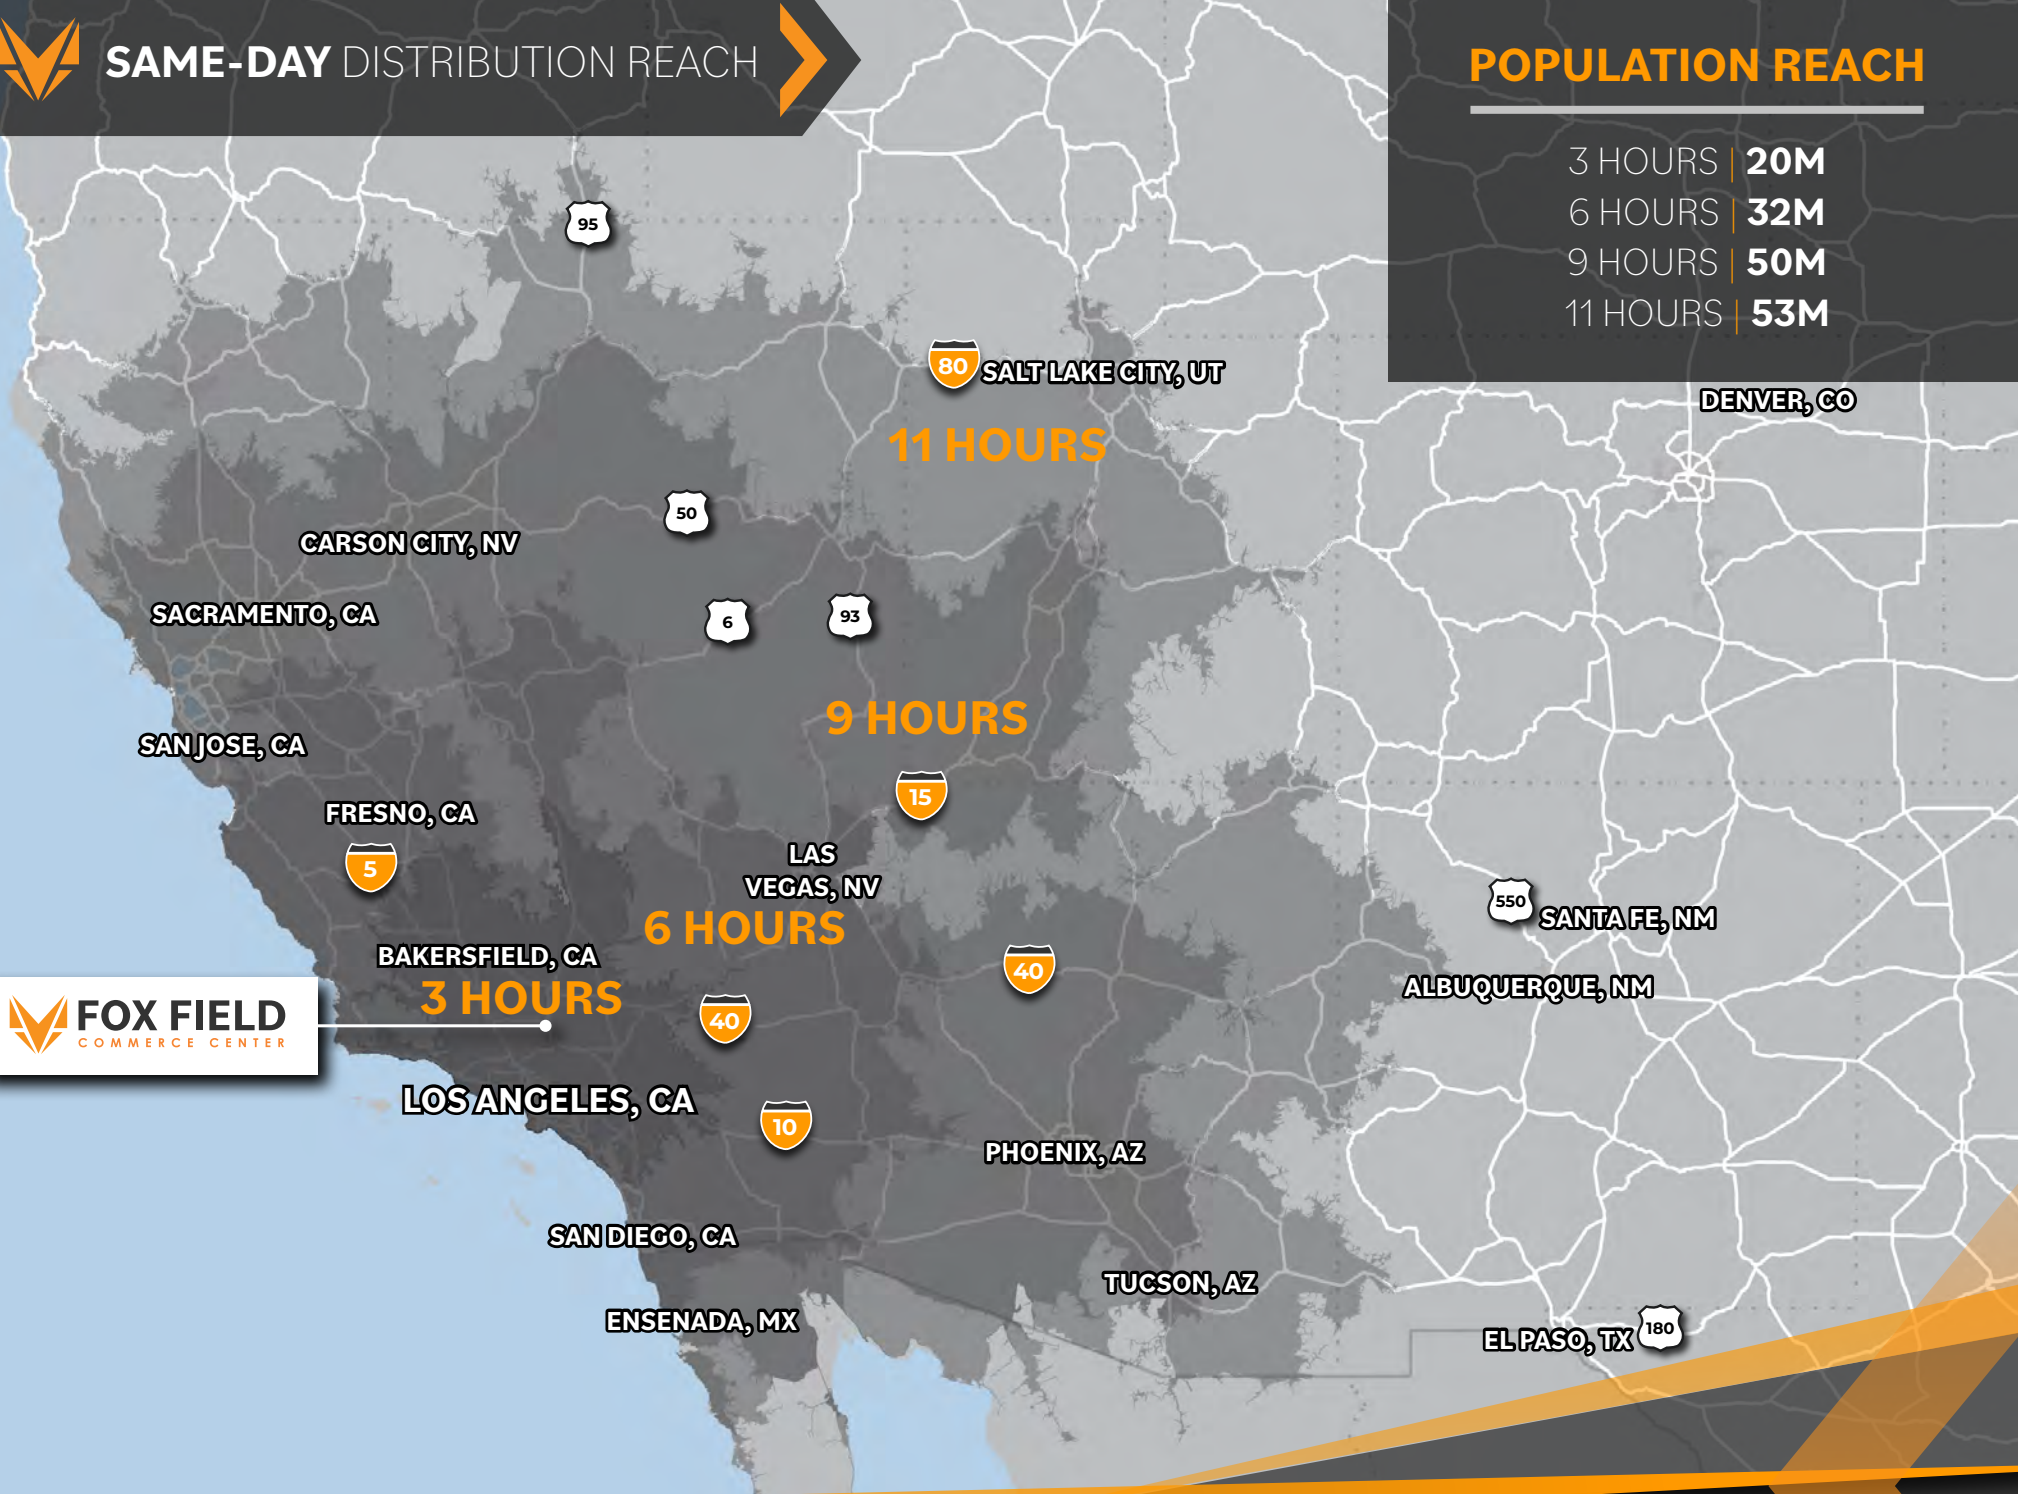 SAME-DAY DISTRIBUTION REACH
POPULATION REACH
3 HOURS | 20M
6 HOURS | 32M
9 HOURS | 50M
11 HOURS | 53M
95
80
SALT LAKE CITY, UT
DENVER, CO
11 HOURS
50
CARSON CITY, NV
6
93
SACRAMENTO, CA
9 HOURS
SAN JOSE, CA
15
FRESNO, CA
5
LAS
VEGAS, NV
550
SANTA FE, NM
6 HOURS
BAKERSFIELD, CA
40
ALBUQUERQUE, NM
3 HOURS
FOX FIELD
COMMERCE CENTER
40
LOS ANGELES, CA
10
PHOENIX, AZ
SAN DIEGO, CA
TUCSON, AZ
ENSENADA, MX
EL PASO, TX
180